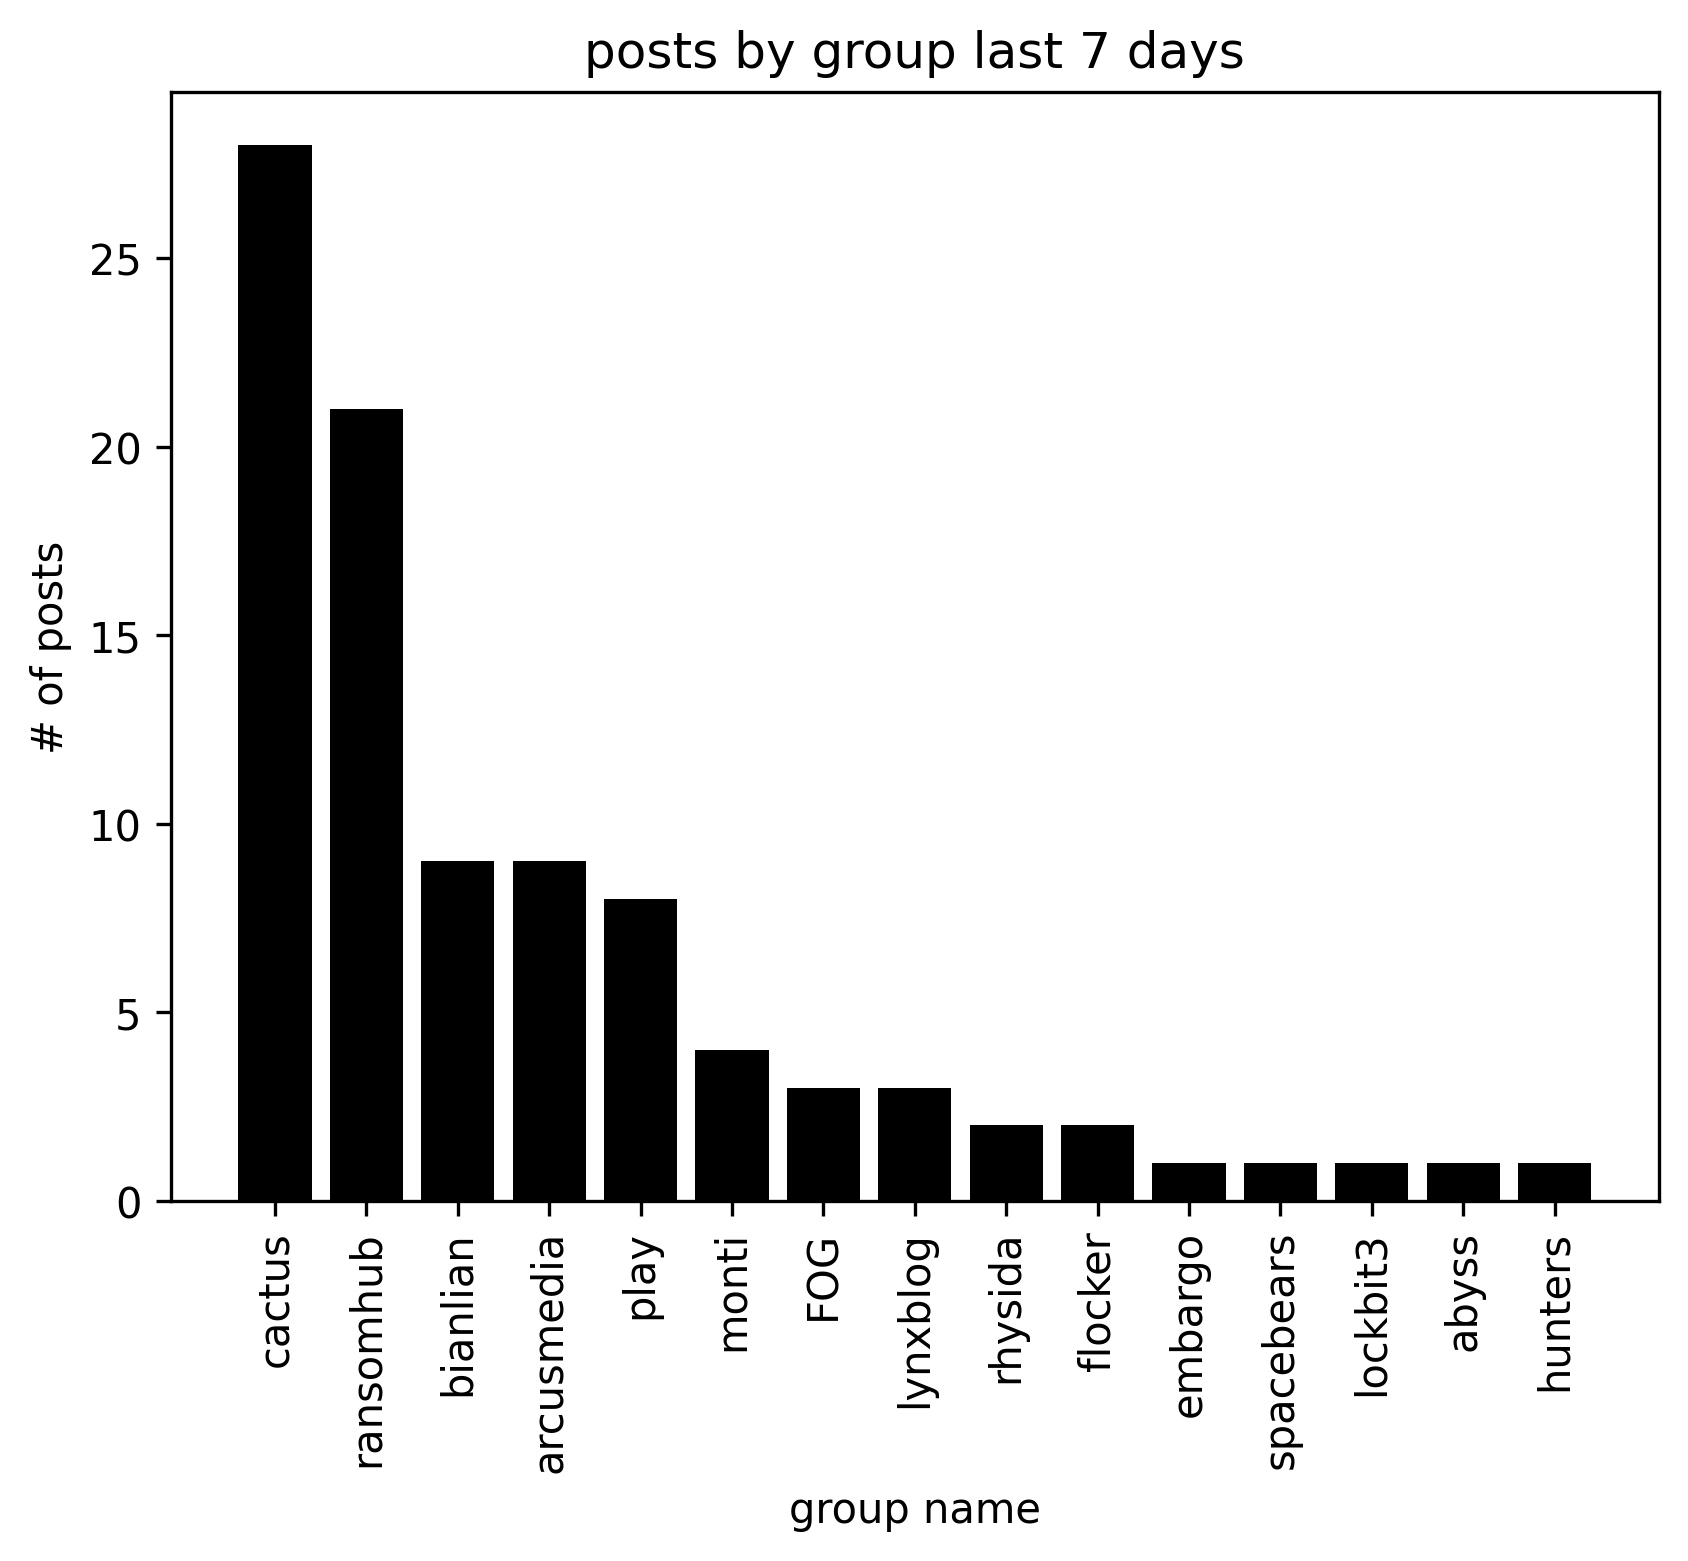 posts by group last 7 days
# of posts
25
20
15
10
5
0
cactus
ransomhub
bianlian
arcusmedia
play
monti
FOG
lynxblog
rhysida
flocker
embargo
spacebears
lockbit3
abyss
hunters
group name